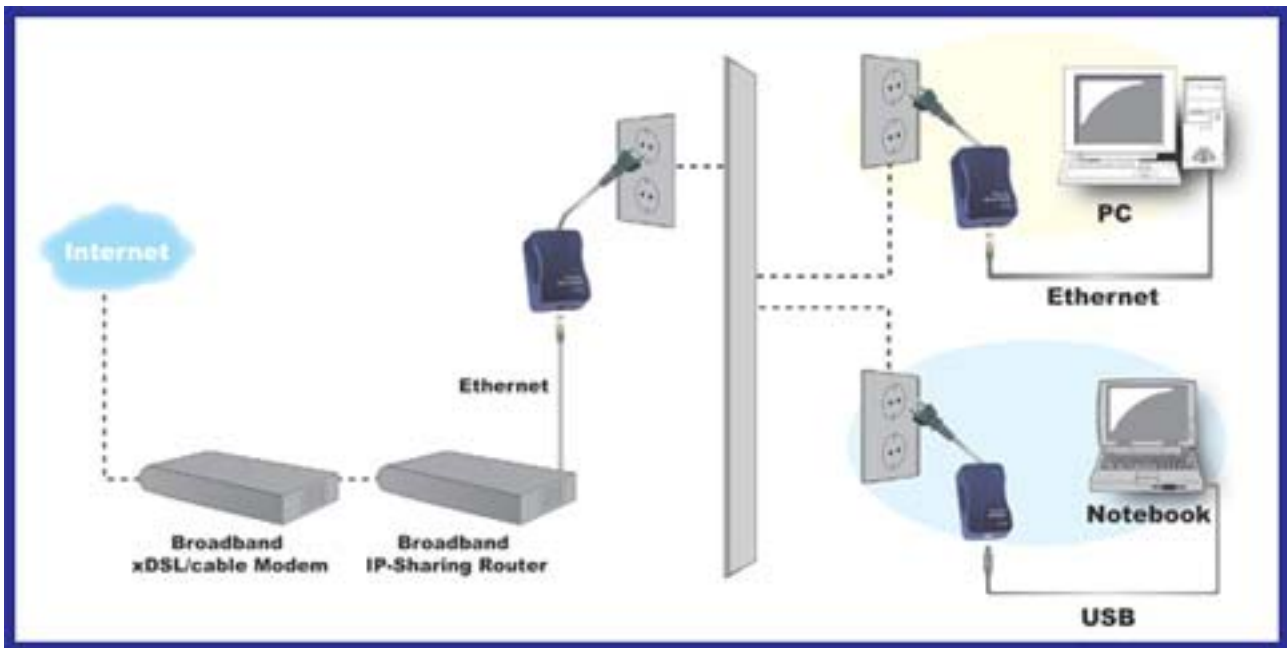 Internet
Ethernet
Broadband
xDSL/cable Modem
Broadband
IP-Sharing Router
PC
Ethernet
Notebook
USB